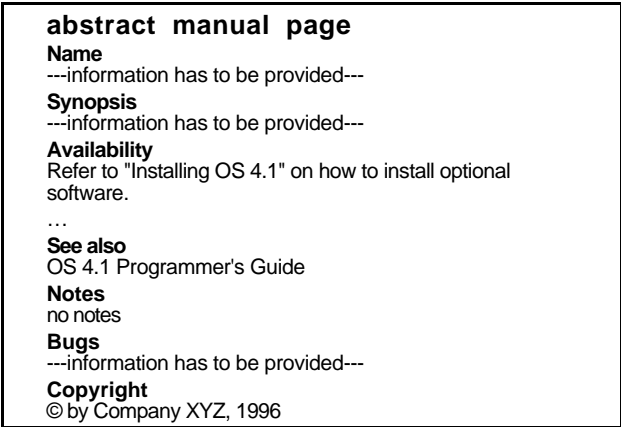 abstract manual page
Name
---information has to be provided---
Synopsis
---information has to be provided---
Availability
Refer to "Installing OS 4.1" on how to install optional
software.
…
See also
OS 4.1 Programmer's Guide
Notes
no notes
Bugs
---information has to be provided---
Copyright
© by Company XYZ, 1996